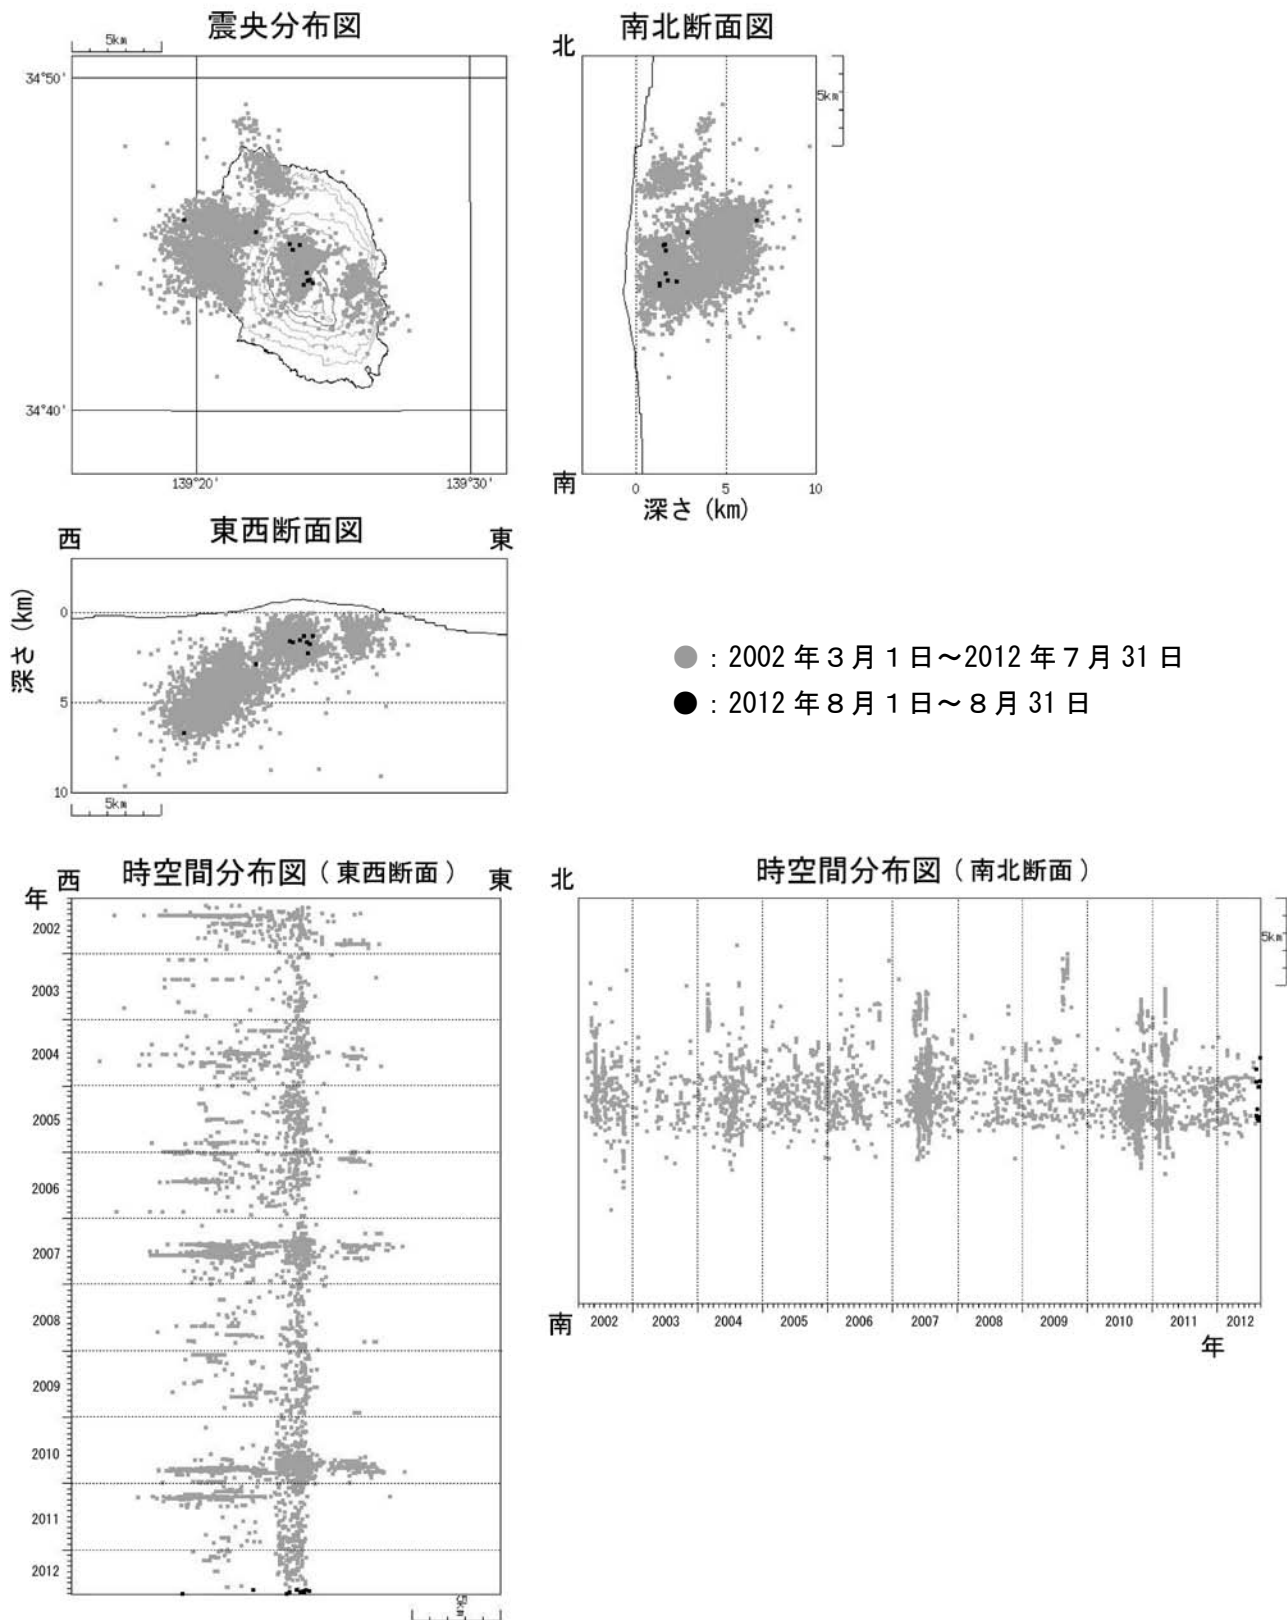 震央分布図
5km
34°50'
34°40'
139°20'
139°30'
南北断面図
北
5km
南
0 5 10
深さ (km)
東西断面図
西 東
深さ (km)
0
5
10
5km
● : 2002 年 3 月 1 日～2012 年 7 月 31 日
● : 2012 年 8 月 1 日～ 8 月 31 日
時空間分布図 ( 東西断面 )
西 東
年
2002
2003
2004
2005
2006
2007
2008
2009
2010
2011
2012
5km
時空間分布図 ( 南北断面 )
北
5km
南
2002 2003 2004 2005 2006 2007 2008 2009 2010 2011 2012
年